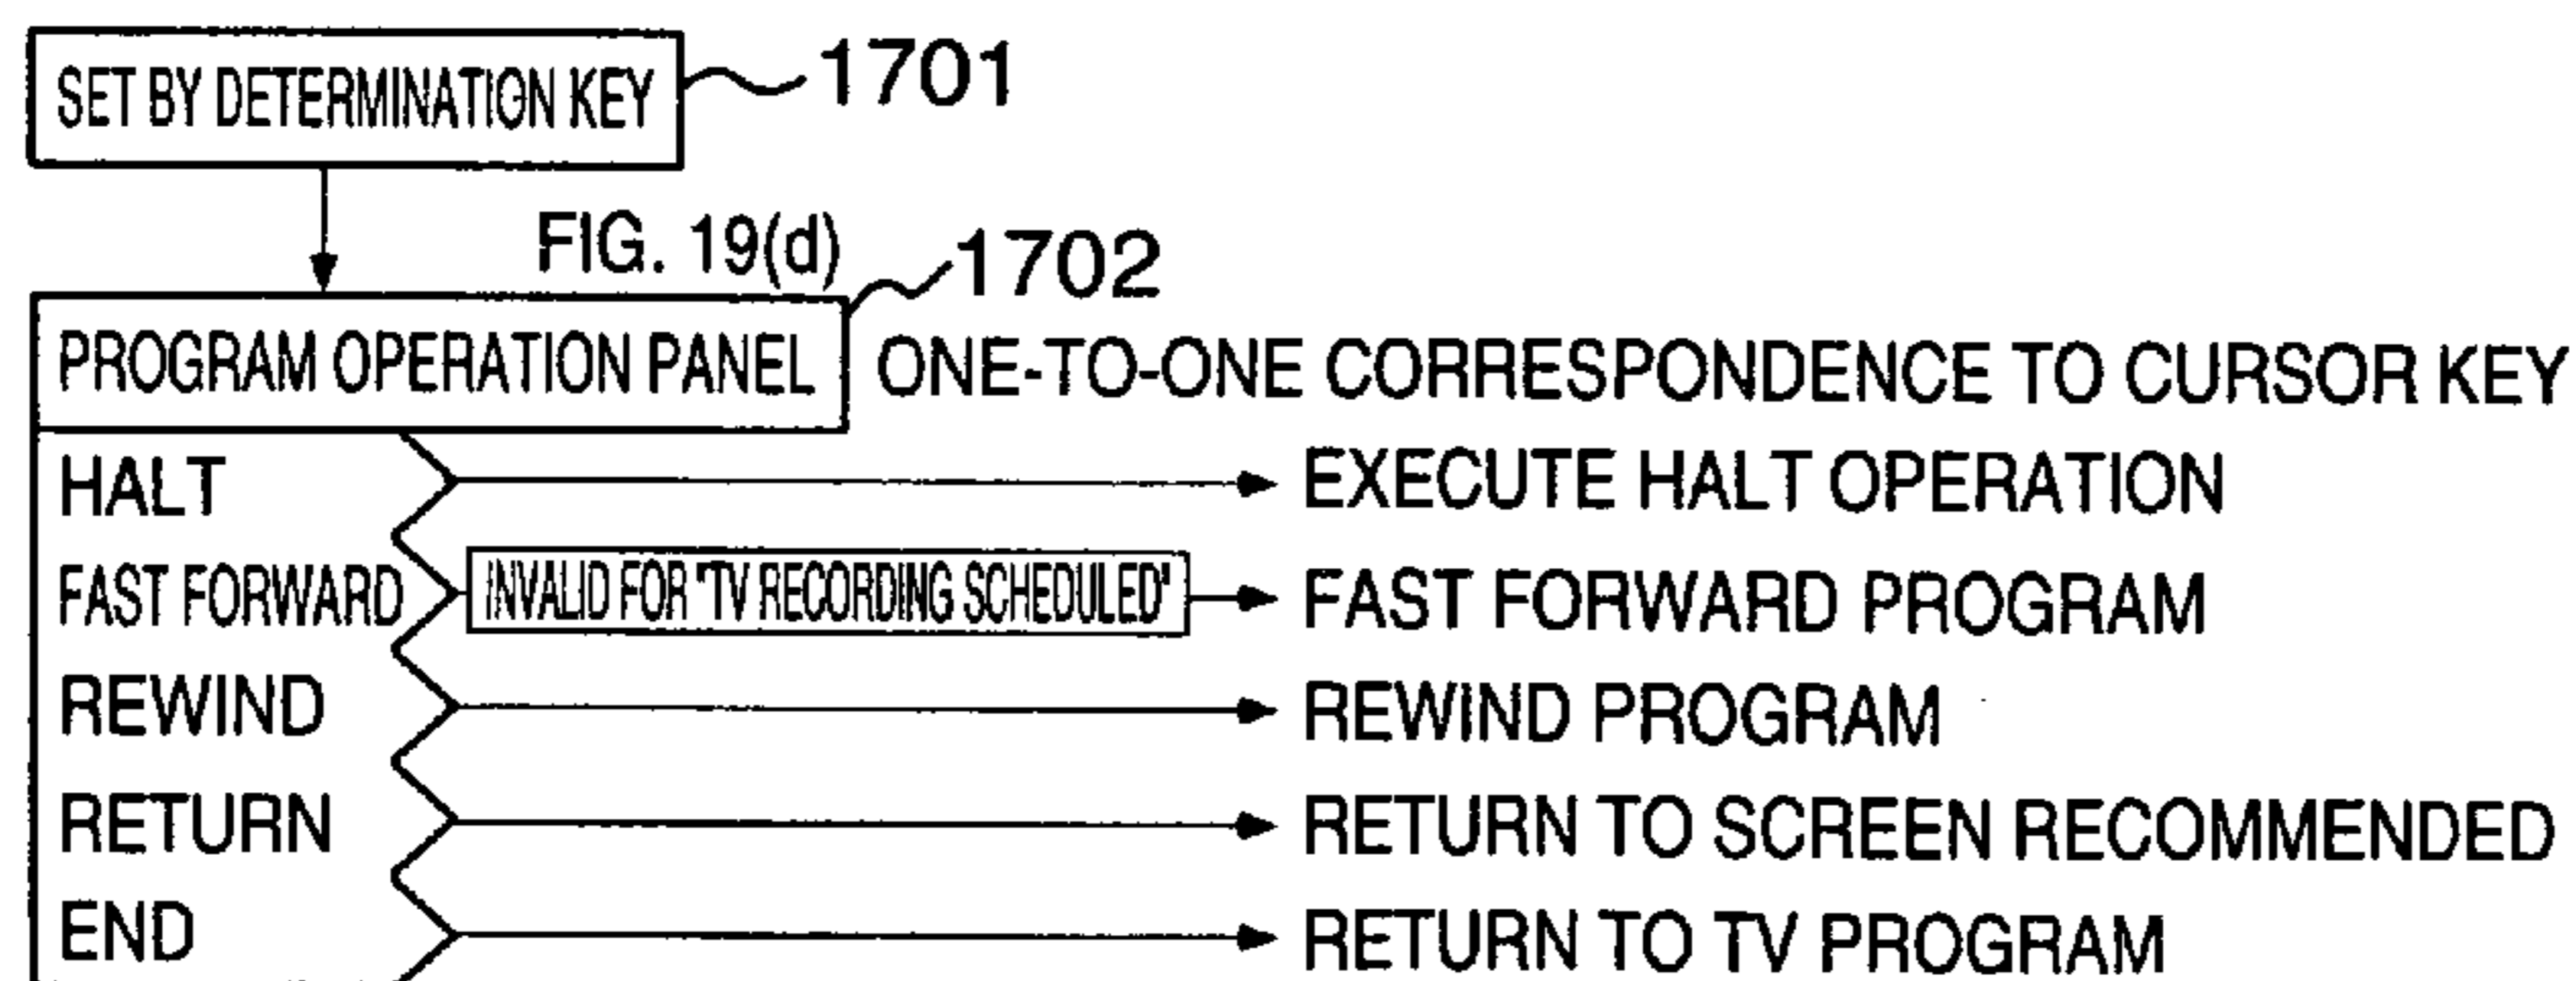 SET BY DETERMINATION KEY 1701
FIG. 19(d) 1702
PROGRAM OPERATION PANEL ONE-TO-ONE CORRESPONDENCE TO CURSOR KEY
HALT EXECUTE HALT OPERATION
FAST FORWARD INVALID FOR "TV RECORDING SCHEDULED" FAST FORWARD PROGRAM
REWIND REWIND PROGRAM
RETURN RETURN TO SCREEN RECOMMENDED
END RETURN TO TV PROGRAM